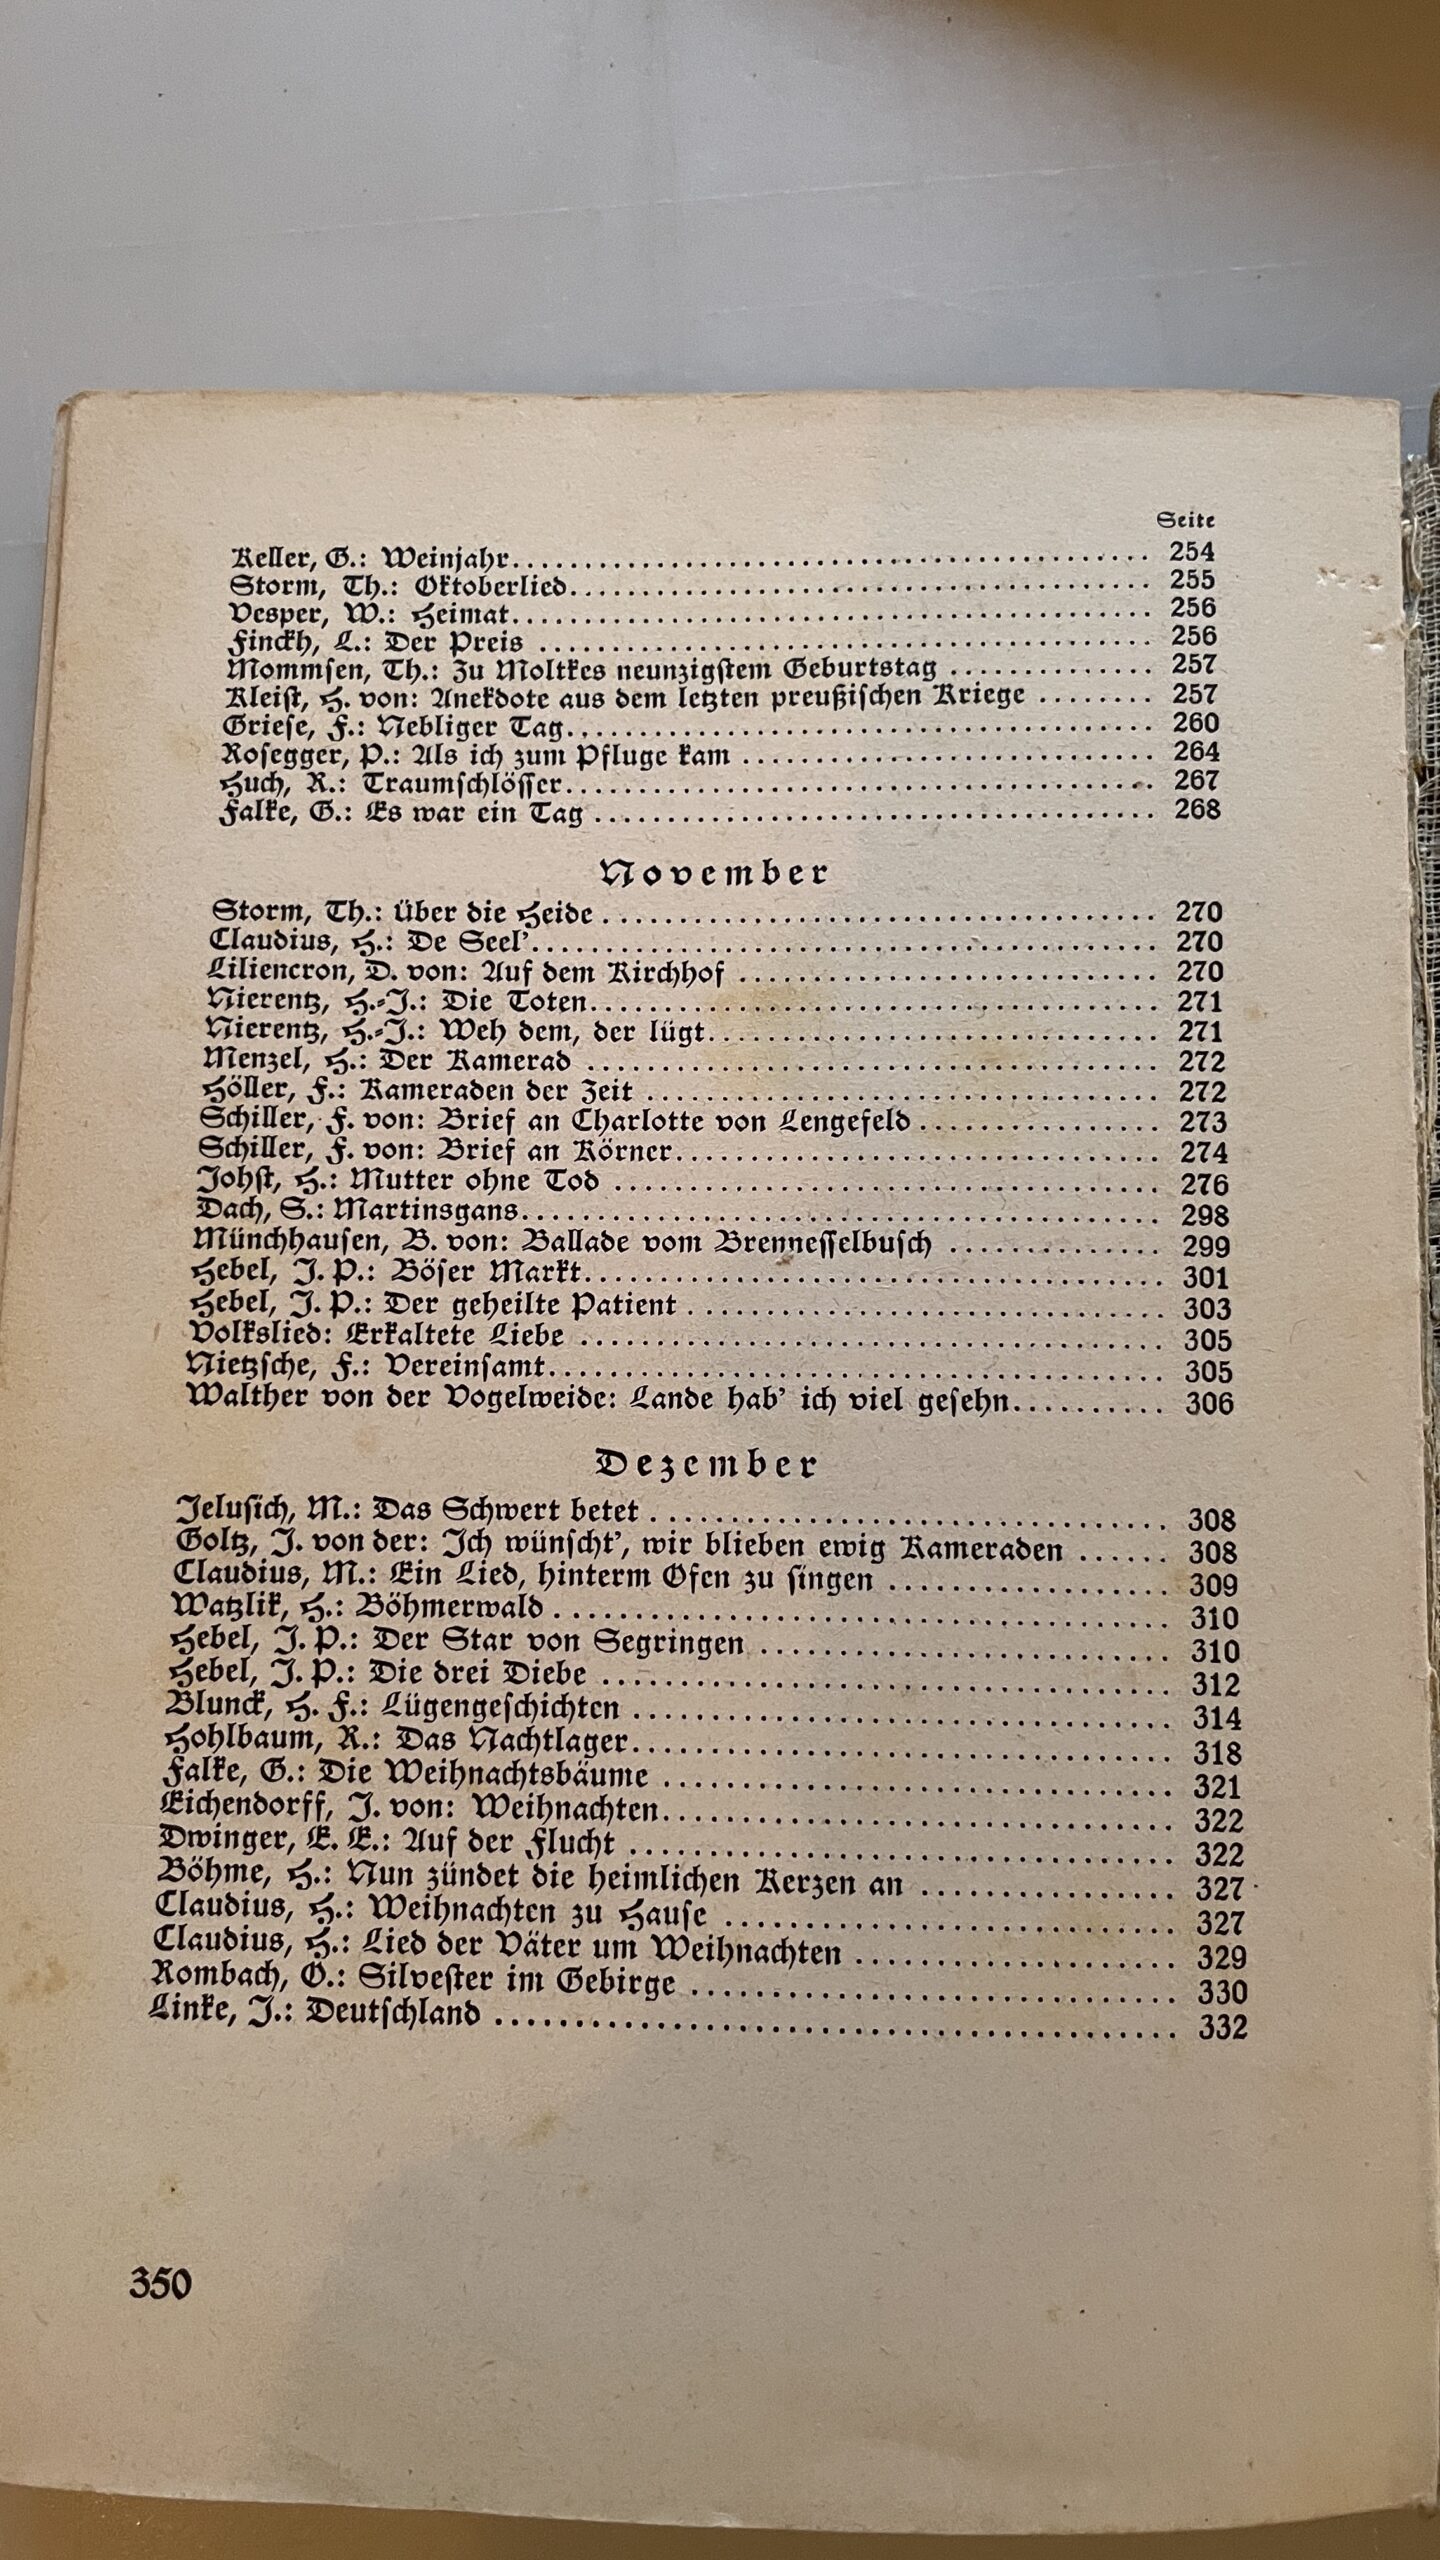 Seite
Keller, G.: Weinjahr........................................ 254
Storm, Th.: Oktoberlied........................................ 255
Vesper, W.: Heimat........................................ 256
Finckh, L.: Der Preis ........................................ 256
Mommsen, Th.: Zu Moltkes neunzigstem Geburtstag .............. 257
Kleist, H. von: Anekdote aus dem letzten preußischen Kriege ........ 257
Griese, F.: Nebliger Tag........................................ 260
Rosegger, P.: Als ich zum Pfluge kam ............................ 264
Huch, R.: Traumschlösser........................................ 267
Falke, G.: Es war ein Tag ........................................ 268
November
Storm, Th.: Über die Heide ........................................ 270
Claudius, H.: De Seel’........................................ 270
Liliencron, D. von: Auf dem Kirchhof ............................ 270
Nierentz, H.-J.: Die Toten........................................ 271
Nierentz, H.-J.: Weh dem, der lügt............................... 271
Menzel, H.: Der Kamerad ........................................ 272
Höller, F.: Kameraden der Zeit .................................. 272
Schiller, F. von: Brief an Charlotte von Lengefeld ................. 273
Schiller, F. von: Brief an Körner................................. 274
Johst, H.: Mutter ohne Tod ..................................... 276
Dach, S.: Martinsgans........................................ 298
Münchhausen, B. von: Ballade vom Brennesselbusch .............. 299
Hebel, J. P.: Böser Markt........................................ 301
Hebel, J. P.: Der geheilte Patient ................................ 303
Volkslied: Erkaltete Liebe ........................................ 305
Nietzsche, F.: Vereinsamt........................................ 305
Walther von der Vogelweide: Lande hab’ ich viel gesehn........... 306
Dezember
Jelusich, M.: Das Schwert betet .................................. 308
Goltz, J. von der: Ich wünscht’, wir blieben ewig Kameraden ...... 308
Claudius, M.: Ein Lied, hinterm Ofen zu singen .................. 309
Watzlik, H.: Böhmerwald ........................................ 310
Hebel, J. P.: Der Star von Segringen ............................ 310
Hebel, J. P.: Die drei Diebe ..................................... 312
Blunck, H. F.: Lügengeschichten ................................. 314
Hohlbaum, R.: Das Nachtlager................................... 318
Falke, G.: Die Weihnachtsbäume ................................. 321
Eichendorff, J. von: Weihnachten................................. 322
Dwinger, E. E.: Auf der Flucht .................................. 322
Böhme, H.: Nun zündet die heimlichen Kerzen an ................ 327
Claudius, H.: Weihnachten zu Hause ............................. 327
Claudius, H.: Lied der Väter um Weihnachten .................... 329
Rombach, O.: Silvester im Gebirge ............................... 330
Linke, J.: Deutschland ........................................ 332
350